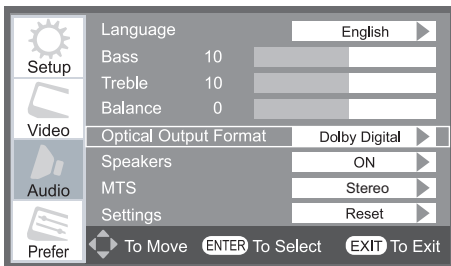 Setup
Video
Audio
Prefer
Language English
Bass 10
Treble 10
Balance 0
Optical Output Format Dolby Digital
Speakers ON
MTS Stereo
Settings Reset
To Move ENTER To Select EXIT To Exit